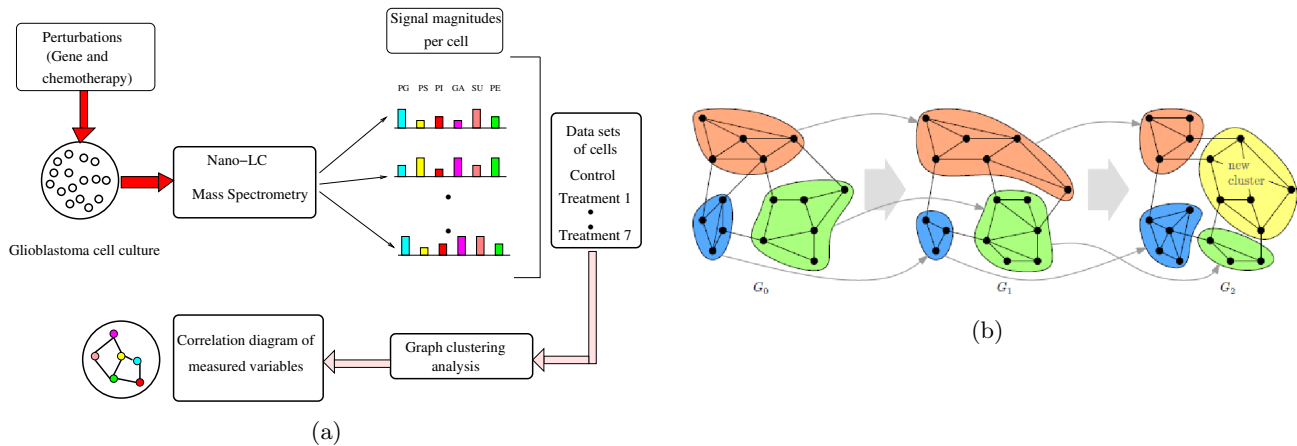 Perturbations
(Gene and
chemotherapy)
Signal magnitudes
per cell
PG PS PI GA SU PE
Nano-LC
Mass Spectrometry
Glioblastoma cell culture
Data sets
of cells
Control
Treatment 1
Treatment 7
Correlation diagram of
measured variables
Graph clustering
analysis
(a)
new
cluster
G0
G1
G2
(b)